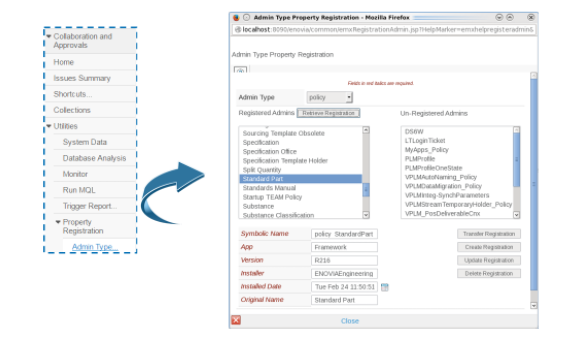 Collaboration and
Approvals
Home
Issues Summary
Shortcuts...
Collections
Utilities
System Data
Database Analysis
Monitor
Run MQL
Trigger Report...
Property
Registration
Admin Type...
Admin Type Property Registration - Mozilla Firefox
localhost:8090/enovia/common/emxRegistrationAdmin.jsp?HelpMarker=emxhelpregisteradmin&
Admin Type Property Registration
Fields in red italics are required
Admin Type
policy
Registered Admins
Retrieve Registration
Un-Registered Admins
Sourcing Template Obsolete
Specification
Specification Office
Specification Template Holder
Split Quantity
Standard Part
Standards Manual
Startup TEAM Policy
Substance
Substance Classification
DS6W
LTLoginTicket
MyApps_Policy
PLMProfile
PLMProfileOneState
VPLMAutoNaming_Policy
VPLMDataMigration_Policy
VPLMInteg-SynchParameters
VPLMStreamTemporaryHolder_Policy
VPLM_PosDeliverableCnx
Symbolic Name
policy_StandardPart
Transfer Registration
App
Framework
Create Registration
Version
R216
Update Registration
Installer
ENOVIAEngineering
Delete Registration
Installed Date
Tue Feb 24 11:50:51
Original Name
Standard Part
Close